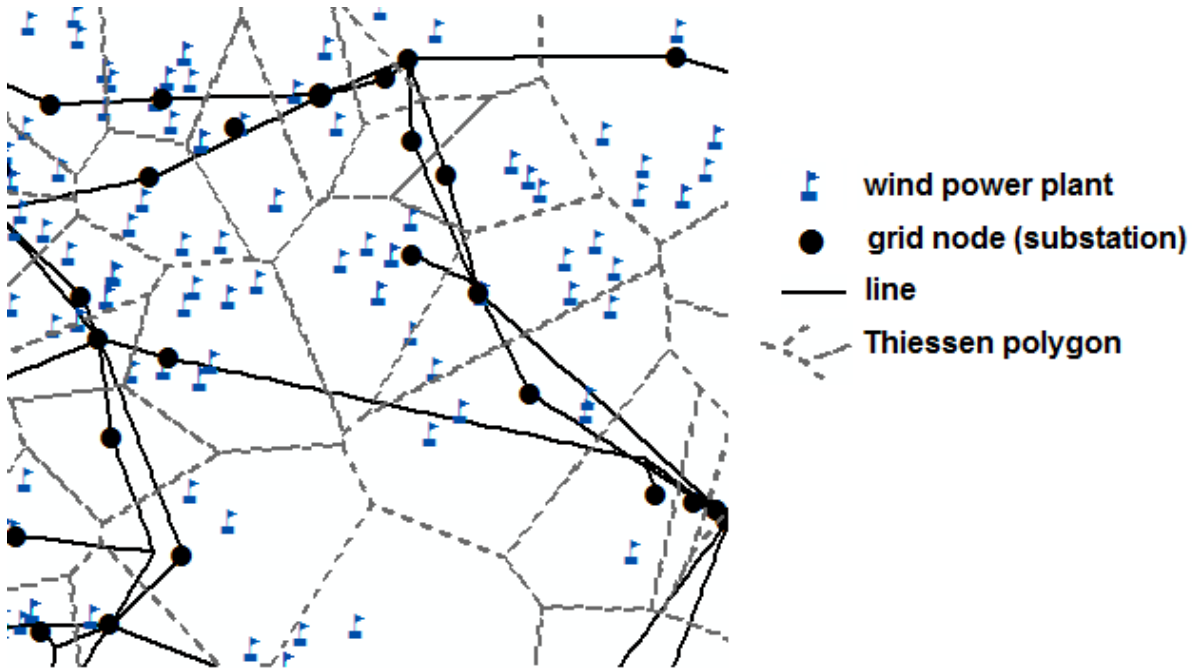 wind power plant
grid node (substation)
line
Thiessen polygon